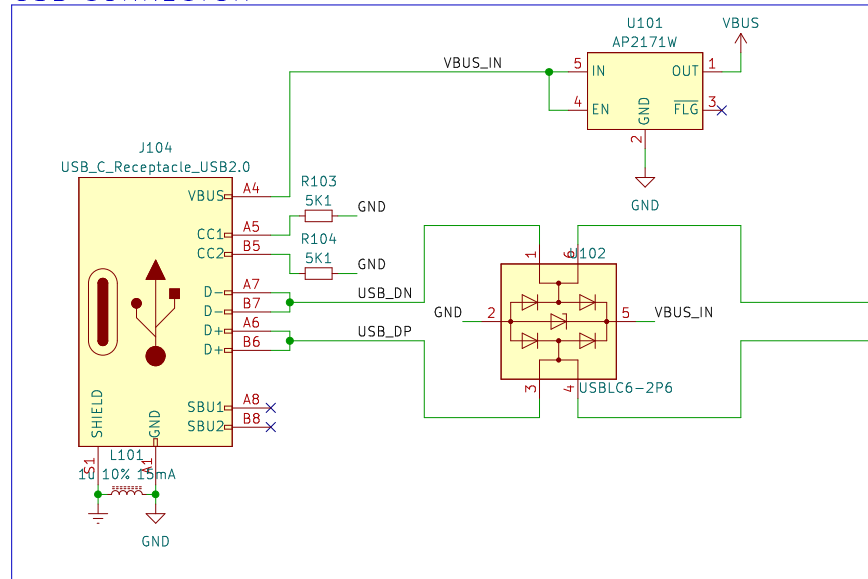 U101
AP2171W
VBUS
VBUS_IN
5 IN
OUT 1
4 EN
FLG 3
GND
2
GND
J104
USB_C_Receptacle_USB2.0
VBUS A4
CC1 A5
CC2 B5
D- A7
D- B7
D+ A6
D+ B6
SBU1 A8
SBU2 B8
SHIELD
GND
S1
A1
R103
5K1
GND
R104
5K1
GND
USB_DN
USB_DP
U102
1
6
GND
2
5
VBUS_IN
3
4
USBLC6-2P6
L101
1u 10% 15mA
GND